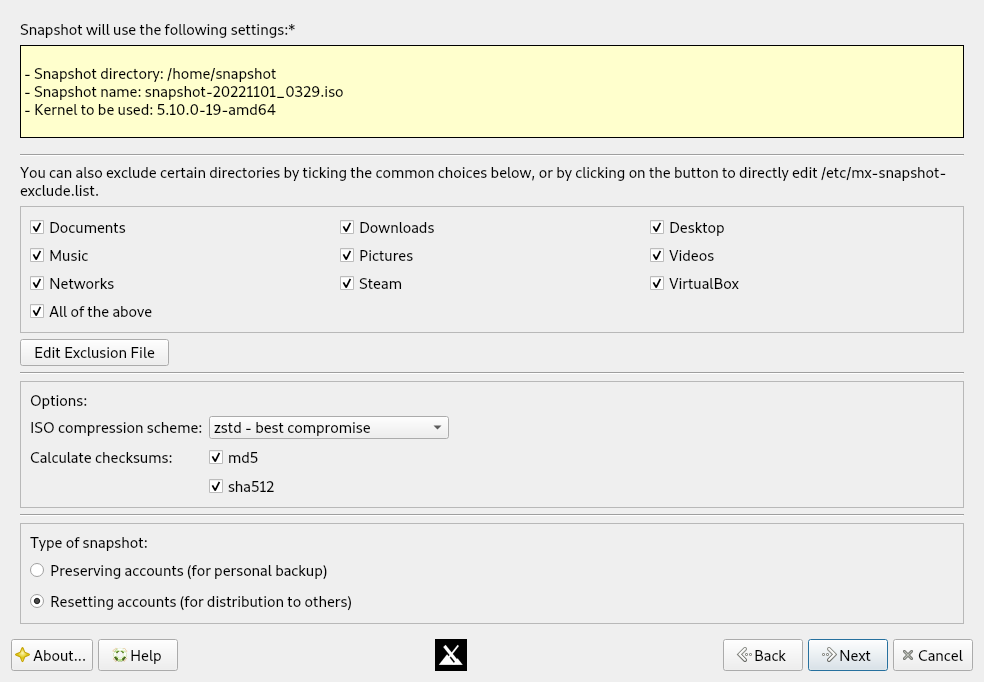 Snapshot will use the following settings:*
- Snapshot directory: /home/snapshot
- Snapshot name: snapshot-20221101_0329.iso
- Kernel to be used: 5.10.0-19-amd64
You can also exclude certain directories by ticking the common choices below, or by clicking on the button to directly edit /etc/mx-snapshot-
exclude.list.
Documents Downloads Desktop
Music Pictures Videos
Networks Steam VirtualBox
All of the above
Edit Exclusion File
Options:
ISO compression scheme: zstd - best compromise
Calculate checksums: md5
sha512
Type of snapshot:
Preserving accounts (for personal backup)
Resetting accounts (for distribution to others)
About... Help Back Next Cancel